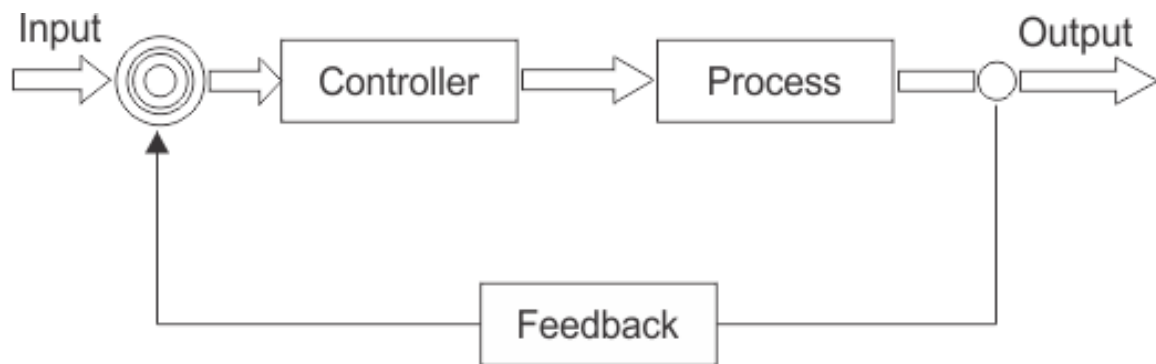 Input
Output
Controller
Process
Feedback